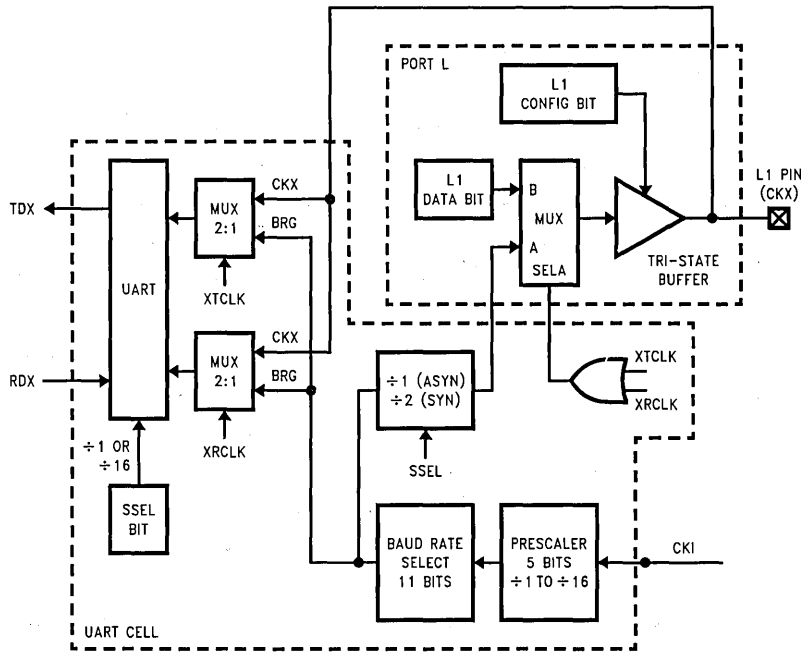 PORT L
L1
CONFIG BIT
L1
DATA BIT
B
MUX
A
SELA
TRI-STATE
BUFFER
L1 PIN
(CKX)
TDX
RDX
UART
MUX
2:1
CKX
BRG
XTCLK
MUX
2:1
CKX
BRG
XRCLK
÷1 (ASYN)
÷2 (SYN)
SSEL
XTCLK
XRCLK
÷1 OR
÷16
SSEL
BIT
BAUD RATE
SELECT
11 BITS
PRESCALER
5 BITS
÷1 TO ÷16
CKI
UART CELL